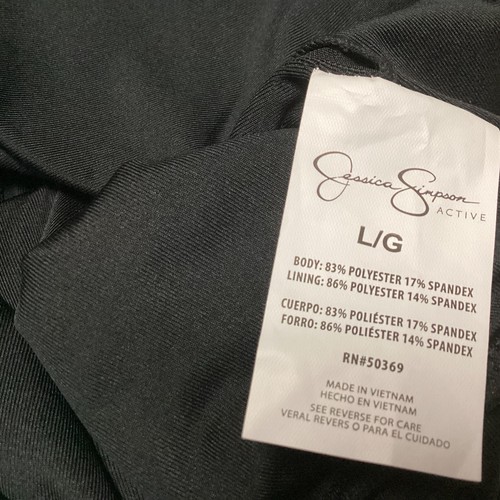 Jessica Simpson
ACTIVE
L/G
BODY: 83% POLYESTER 17% SPANDEX
LINING: 86% POLYESTER 14% SPANDEX
CUERPO: 83% POLIÉSTER 17% SPANDEX
FORRO: 86% POLIÉSTER 14% SPANDEX
RN#50369
MADE IN VIETNAM
HECHO EN VIETNAM
SEE REVERSE FOR CARE
VERAL REVERS O PARA EL CUIDADO